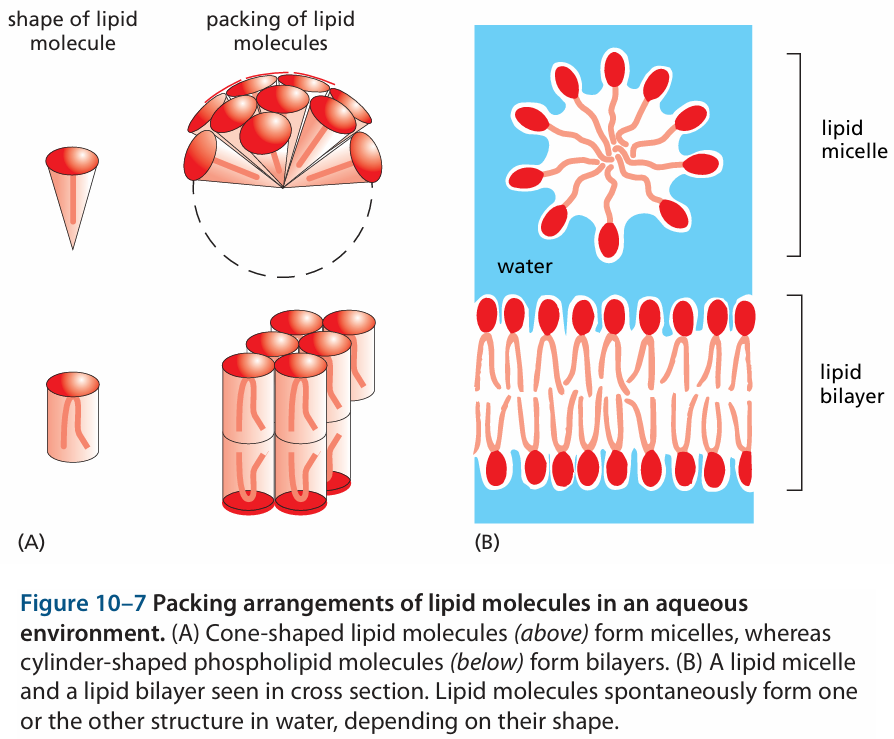 shape of lipid
molecule
packing of lipid
molecules
lipid
micelle
water
lipid
bilayer
(A)
(B)
Figure 10–7 Packing arrangements of lipid molecules in an aqueous
environment. (A) Cone-shaped lipid molecules (above) form micelles, whereas
cylinder-shaped phospholipid molecules (below) form bilayers. (B) A lipid micelle
and a lipid bilayer seen in cross section. Lipid molecules spontaneously form one
or the other structure in water, depending on their shape.